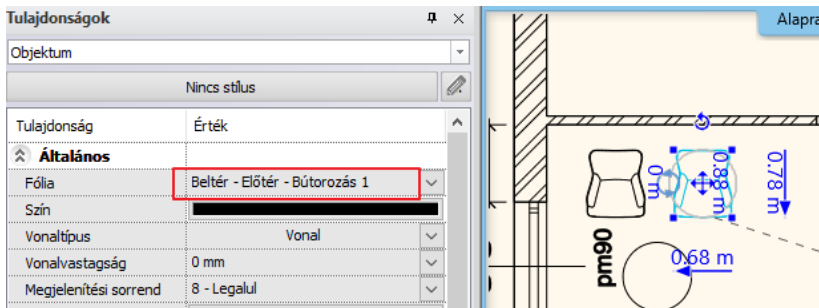 Tulajdonságok
Objektum
Nincs stílus
Tulajdonság Érték
Általános
Fólia Beltér - Előtér - Bútorozás 1
Szín
Vonaltípus Vonal
Vonalvastagság 0 mm
Megjelenítési sorrend 8 - Legalul
Alapra
0 m
0.88 m
0.78 m
0.68 m
pm90